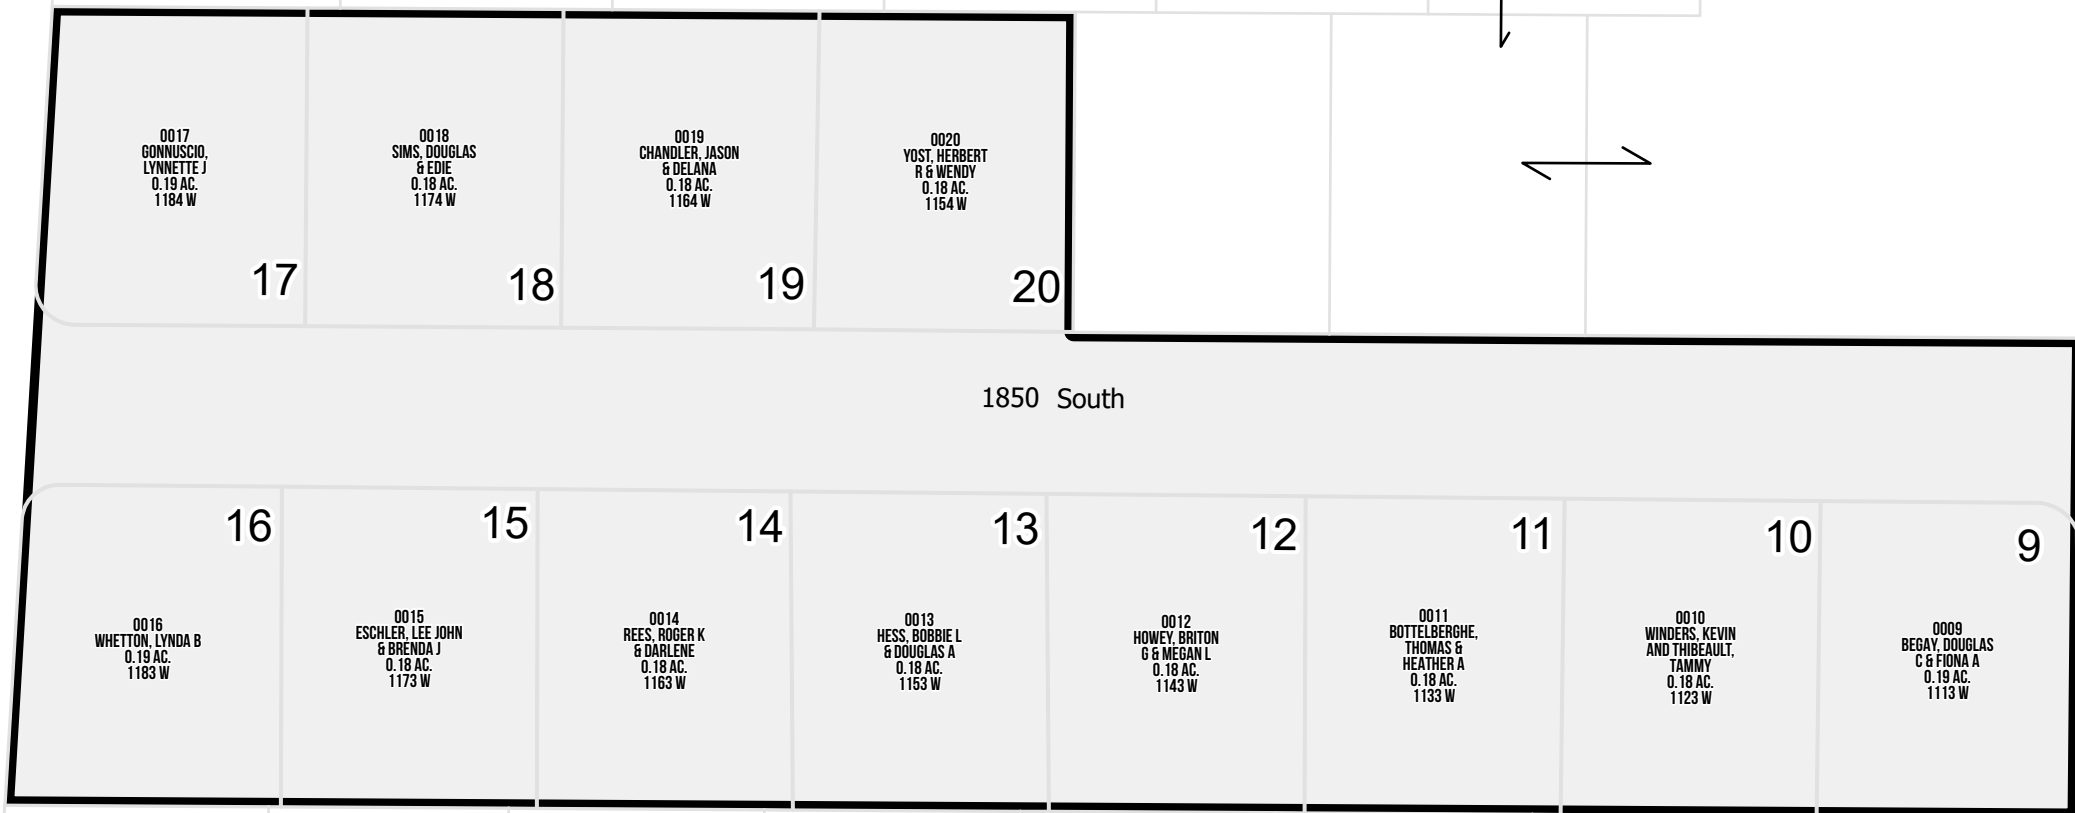 0017
GONNUSCIO,
LYNNETTE J
0.19 AC.
1184 W
17
0018
SIMS, DOUGLAS
& EDIE
0.18 AC.
1174 W
18
0019
CHANDLER, JASON
& DELANA
0.18 AC.
1164 W
19
0020
YOST, HERBERT
R & WENDY
0.18 AC.
1154 W
20
1850 South
16
0016
WHETTON, LYNDA B
0.19 AC.
1183 W
15
0015
ESCHLER, LEE JOHN
& BRENDA J
0.18 AC.
1173 W
14
0014
REES, ROGER K
& DARLENE
0.18 AC.
1163 W
13
0013
HESS, BOBBIE L
& DOUGLAS A
0.18 AC.
1153 W
12
0012
HOWEY, BRITON
G & MEGAN L
0.18 AC.
1143 W
11
0011
BOTTELBERGHE,
THOMAS &
HEATHER A
0.18 AC.
1133 W
10
0010
WINDERS, KEVIN
AND THIBEAULT,
TAMMY
0.18 AC.
1123 W
9
0009
BEGAY, DOUGLAS
C & FIONA A
0.19 AC.
1113 W